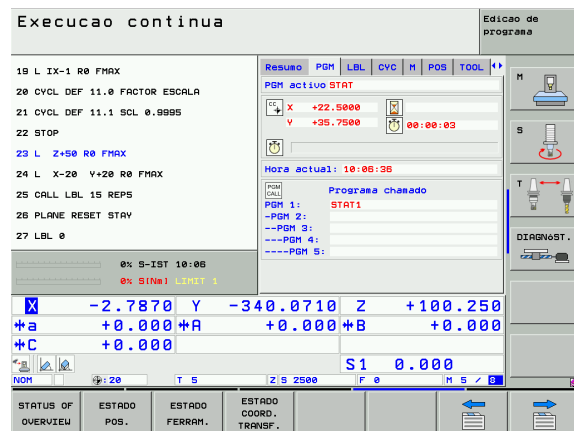 Execucao continua
Edicao de programa
19 L IX-1 R0 FMAX
20 CYCL DEF 11.0 FACTOR ESCALA
21 CYCL DEF 11.1 SCL 0.9995
22 STOP
23 L Z+50 R0 FMAX
24 L X-20 Y+20 R0 FMAX
25 CALL LBL 15 REP5
26 PLANE RESET STAY
27 LBL 0
0% S-IST 10:06
0% S[Nm] LIMIT 1
Resumo PGM LBL CYC M POS TOOL
PGM activo STAT
CC X +22.5000
Y +35.7500
00:00:03
Hora actual: 10:06:36
PGM CALL Programa chamado
PGM 1: STAT1
-PGM 2:
--PGM 3:
---PGM 4:
----PGM 5:
M
S
T
DIAGNóST.
X -2.7870 Y -340.0710 Z +100.250
a +0.000 A +0.000 B +0.000
C +0.000
S1 0.000
NOM : 20 T 5 Z S 2500 F 0 M 5 / 8
STATUS OF OVERVIEW
ESTADO POS.
ESTADO FERRAM.
ESTADO COORD. TRANSF.